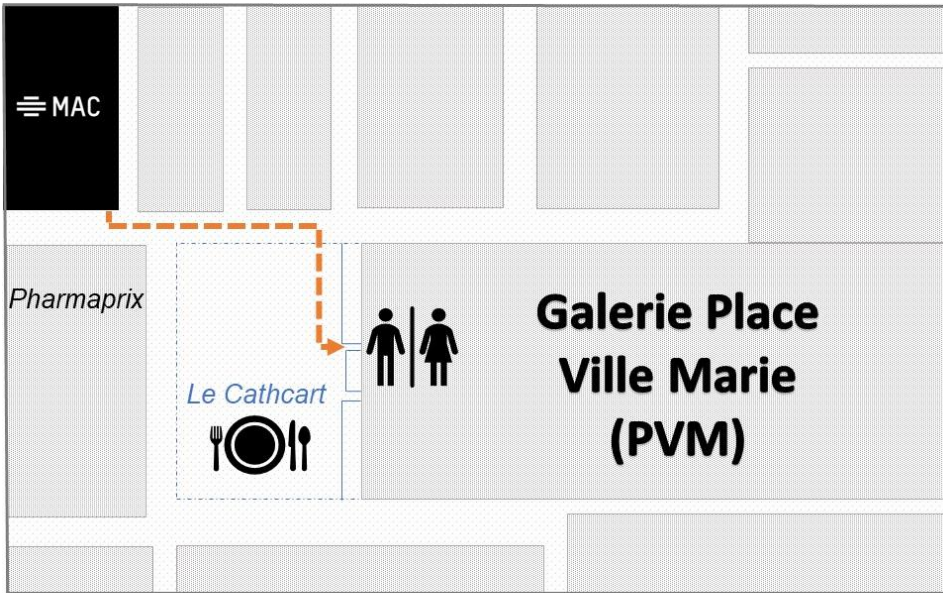 MAC
Pharmaprix
Le Cathcart
Galerie Place
Ville Marie
(PVM)